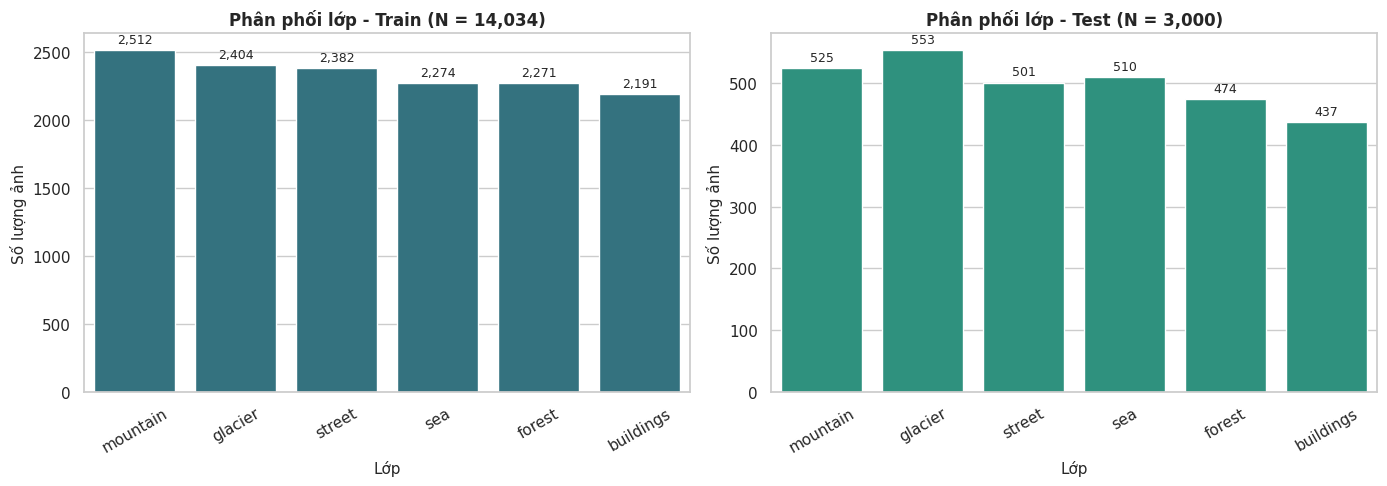 Phân phối lớp - Train (N = 14,034)
2,512
2,404
2,382
2,274
2,271
2,191
2500
2000
1500
1000
500
0
Số lượng ảnh
mountain
glacier
street
sea
forest
buildings
Lớp
Phân phối lớp - Test (N = 3,000)
525
553
501
510
474
437
500
400
300
200
100
0
Số lượng ảnh
mountain
glacier
street
sea
forest
buildings
Lớp